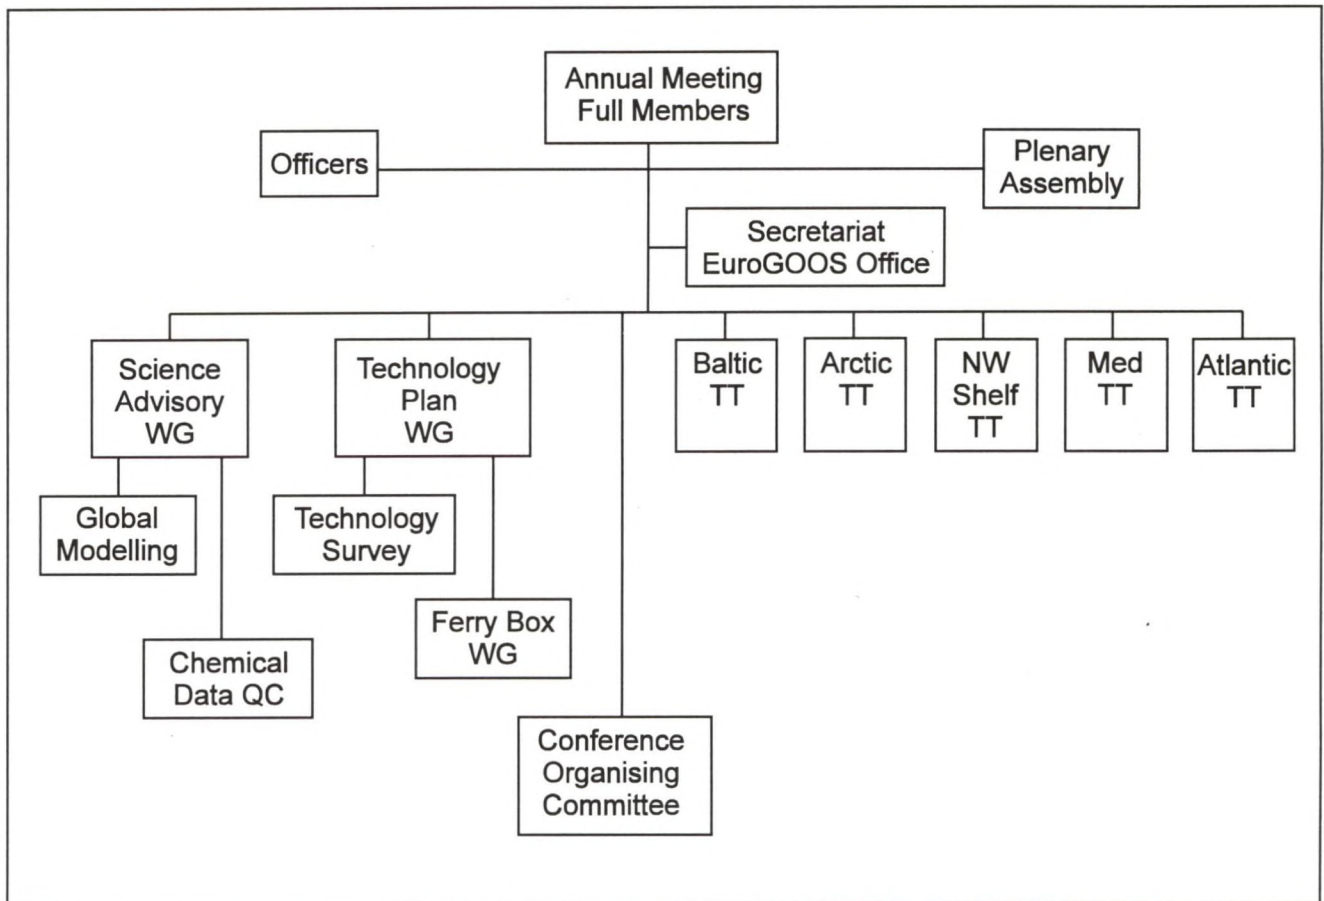 Annual Meeting
Full Members
Officers
Plenary
Assembly
Secretariat
EuroGOOS Office
Science
Advisory
WG
Technology
Plan
WG
Baltic
TT
Arctic
TT
NW
Shelf
TT
Med
TT
Atlantic
TT
Global
Modelling
Technology
Survey
Ferry Box
WG
Chemical
Data QC
Conference
Organising
Committee